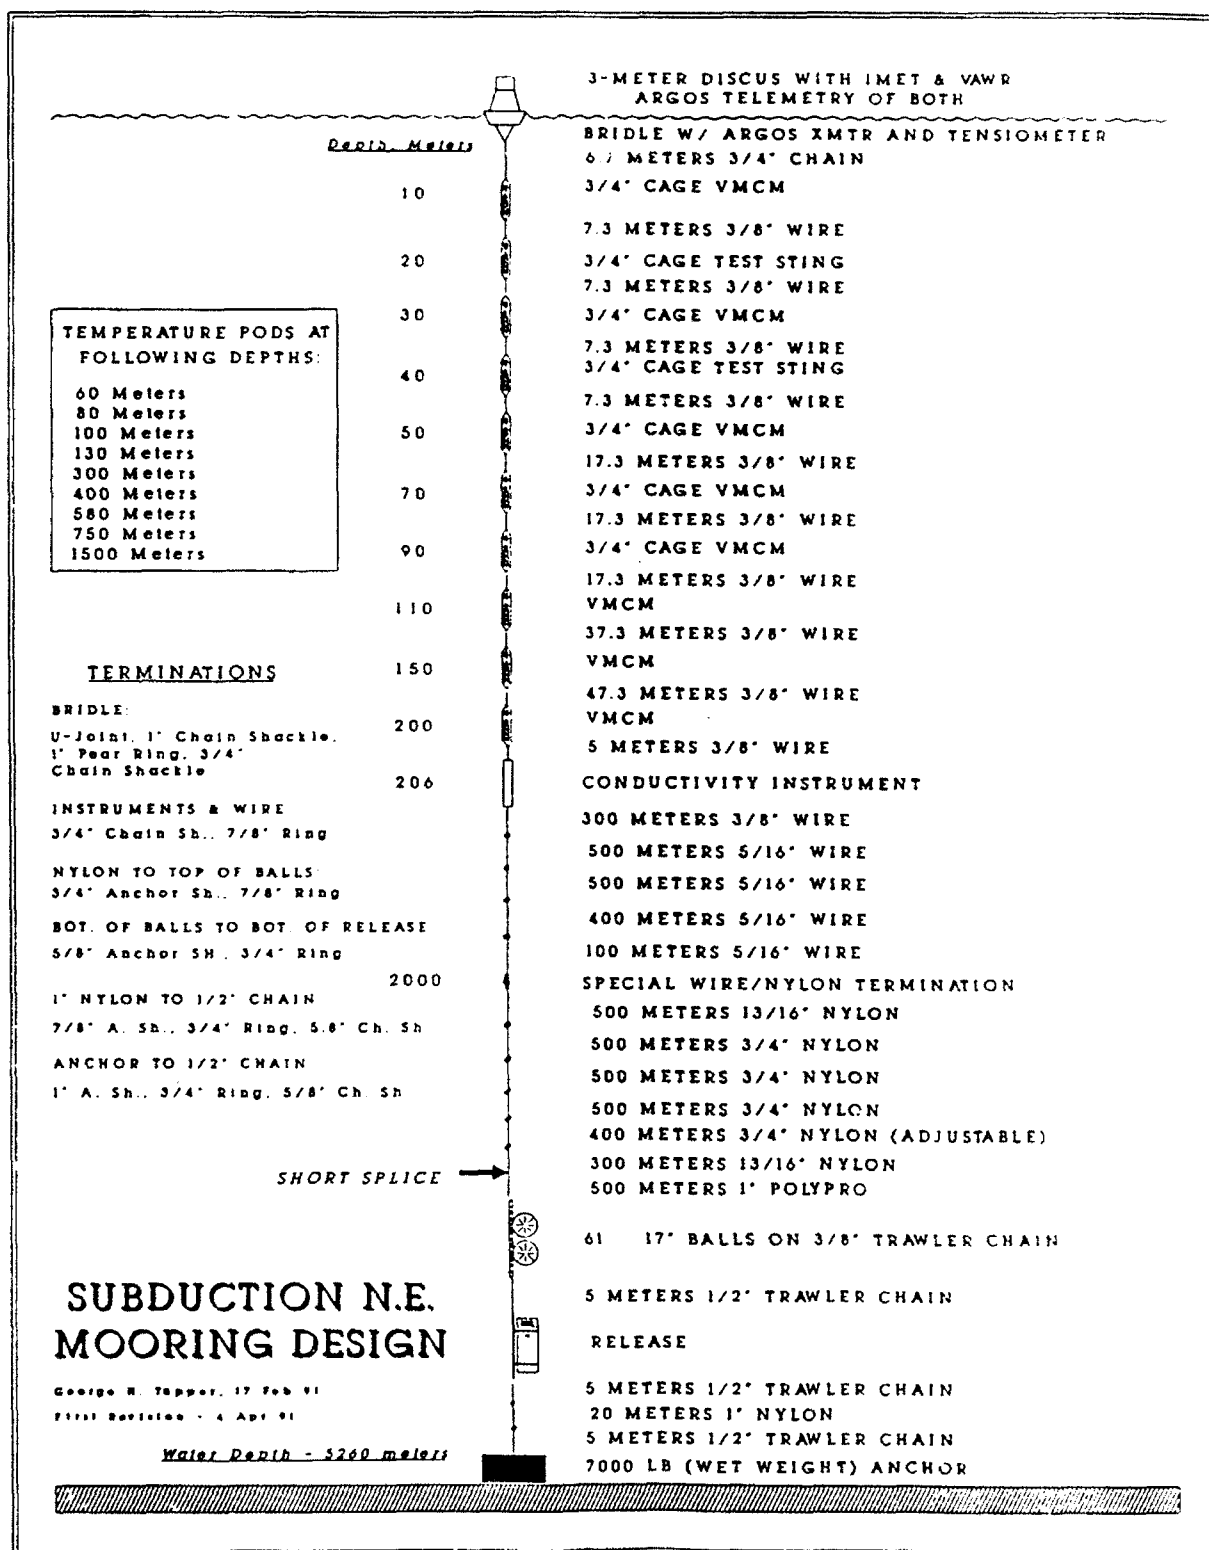 3-METER DISCUS WITH IMET & VAWR
ARGOS TELEMETRY OF BOTH
Depth, Meters
BRIDLE W/ ARGOS XMTR AND TENSIOMETER
METERS 3/4" CHAIN
10
3/4" CAGE VMCM
7.3 METERS 3/8" WIRE
20
3/4" CAGE TEST STING
7.3 METERS 3/8" WIRE
30
3/4" CAGE VMCM
7.3 METERS 3/8" WIRE
40
3/4" CAGE TEST STING
7.3 METERS 3/8" WIRE
50
3/4" CAGE VMCM
17.3 METERS 3/8" WIRE
70
3/4" CAGE VMCM
17.3 METERS 3/8" WIRE
90
3/4" CAGE VMCM
17.3 METERS 3/8" WIRE
110
VMCM
37.3 METERS 3/8" WIRE
150
VMCM
47.3 METERS 3/8" WIRE
200
VMCM
5 METERS 3/8" WIRE
206
CONDUCTIVITY INSTRUMENT
300 METERS 3/8" WIRE
500 METERS 5/16" WIRE
500 METERS 5/16" WIRE
400 METERS 5/16" WIRE
100 METERS 5/16" WIRE
2000
SPECIAL WIRE/NYLON TERMINATION
500 METERS 13/16" NYLON
500 METERS 3/4" NYLON
500 METERS 3/4" NYLON
500 METERS 3/4" NYLON
400 METERS 3/4" NYLON (ADJUSTABLE)
300 METERS 13/16" NYLON
SHORT SPLICE
500 METERS 1" POLYPRO
61 17" BALLS ON 3/8" TRAWLER CHAIN
5 METERS 1/2" TRAWLER CHAIN
RELEASE
5 METERS 1/2" TRAWLER CHAIN
20 METERS 1" NYLON
5 METERS 1/2" TRAWLER CHAIN
7000 LB (WET WEIGHT) ANCHOR
TEMPERATURE PODS AT
FOLLOWING DEPTHS:
60 Meters
80 Meters
100 Meters
130 Meters
300 Meters
400 Meters
580 Meters
750 Meters
1500 Meters
TERMINATIONS
BRIDLE:
U-Joint, 1" Chain Shackle,
1" Pear Ring, 3/4"
Chain Shackle
INSTRUMENTS & WIRE
3/4" Chain Sh., 7/8" Ring
NYLON TO TOP OF BALLS
3/4" Anchor Sh., 7/8" Ring
BOT. OF BALLS TO BOT. OF RELEASE
5/8" Anchor SH., 3/4" Ring
1" NYLON TO 1/2" CHAIN
7/8" A. Sh., 3/4" Ring, 5.8" Ch. Sh
ANCHOR TO 1/2" CHAIN
1" A. Sh., 3/4" Ring, 5/8" Ch. Sh
SUBDUCTION N.E.
MOORING DESIGN
George H. Tupper, 17 Feb 91
First Revision - 4 Apr 91
Water Depth - 5260 meters